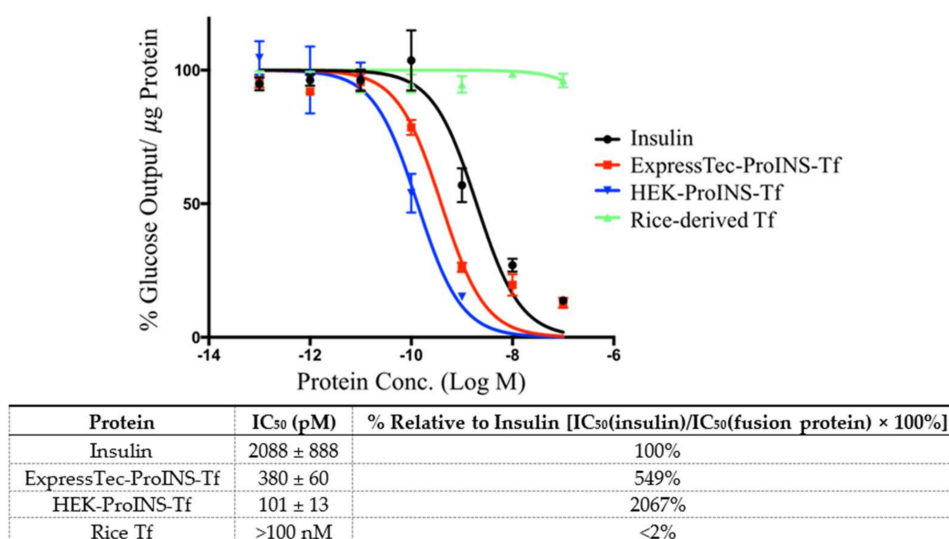 % Glucose Output/ µg Protein
100
50
0
-14
-12
-10
-8
-6
Protein Conc. (Log M)
Insulin
ExpressTec-ProINS-Tf
HEK-ProINS-Tf
Rice-derived Tf
Protein IC₅₀ (pM) % Relative to Insulin [IC₅₀(insulin)/IC₅₀(fusion protein) × 100%]
Insulin 2088 ± 888 100%
ExpressTec-ProINS-Tf 380 ± 60 549%
HEK-ProINS-Tf 101 ± 13 2067%
Rice Tf >100 nM <2%